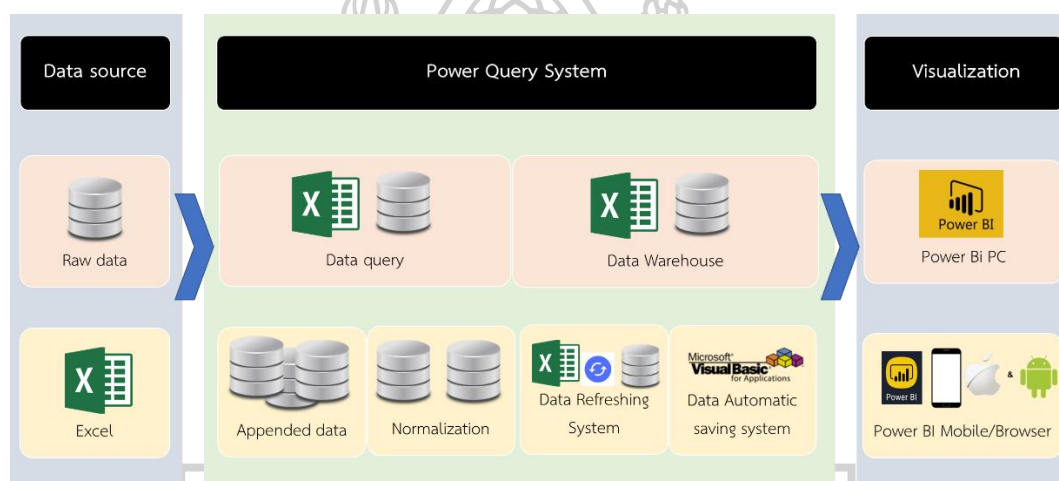 Data source
Power Query System
Visualization
X
X
Power BI
Raw data
Data query
Data Warehouse
Power Bi PC
X
X
Microsoft
Visual Basic
for Applications
&
Power BI
Excel
Appended data
Normalization
Data Refreshing
System
Data Automatic
saving system
Power BI Mobile/Browser